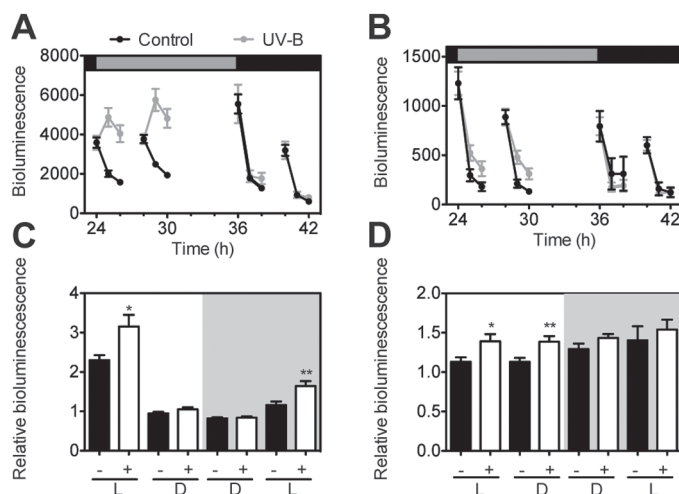 A
Control
UV-B
B
8000
6000
4000
2000
0
24
30
36
42
Time (h)
Bioluminescence
1500
1000
500
0
24
30
36
42
Time (h)
Bioluminescence
C
4
3
2
1
0
Relative bioluminescence
*
**
- + - + - + - +
L D D L
D
2.0
1.5
1.0
0.5
0.0
Relative bioluminescence
*
**
- + - + - + - +
L D D L